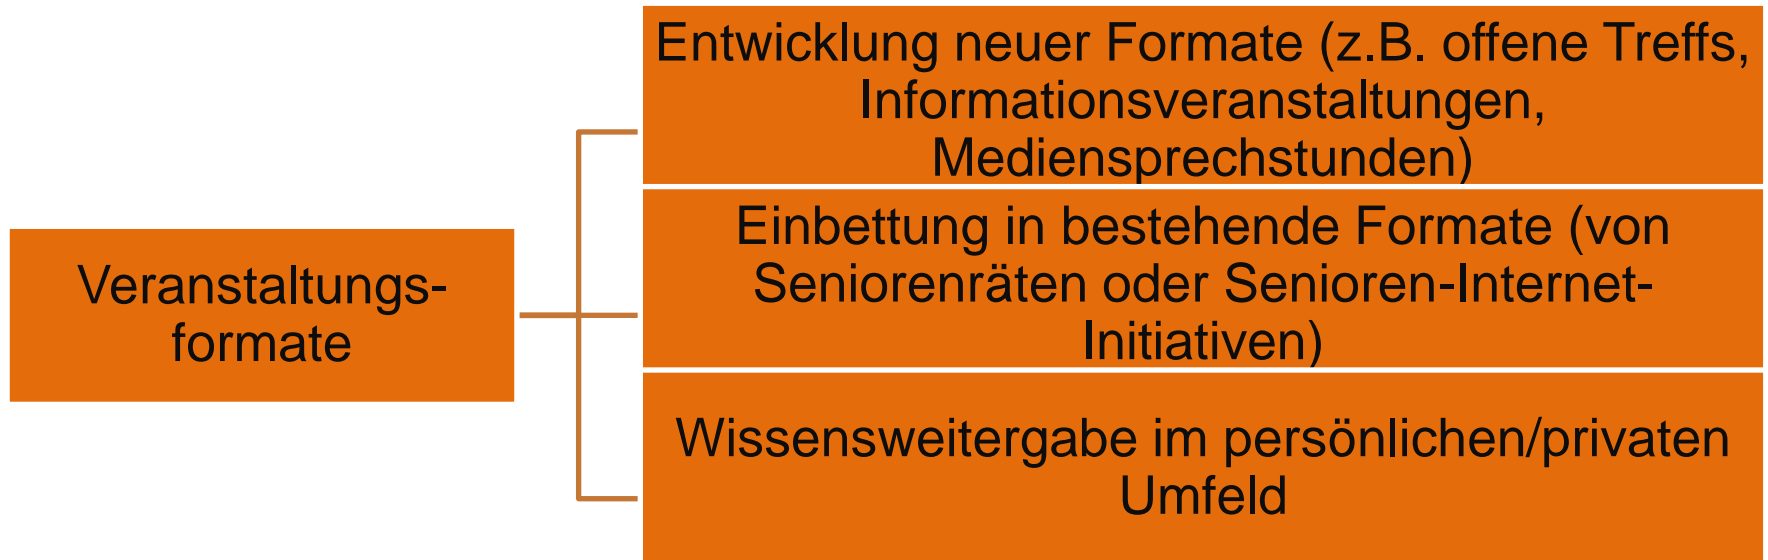 Veranstaltungs-
formate
Entwicklung neuer Formate (z.B. offene Treffs,
Informationsveranstaltungen,
Mediensprechstunden)
Einbettung in bestehende Formate (von
Seniorenräten oder Senioren-Internet-
Initiativen)
Wissensweitergabe im persönlichen/privaten
Umfeld